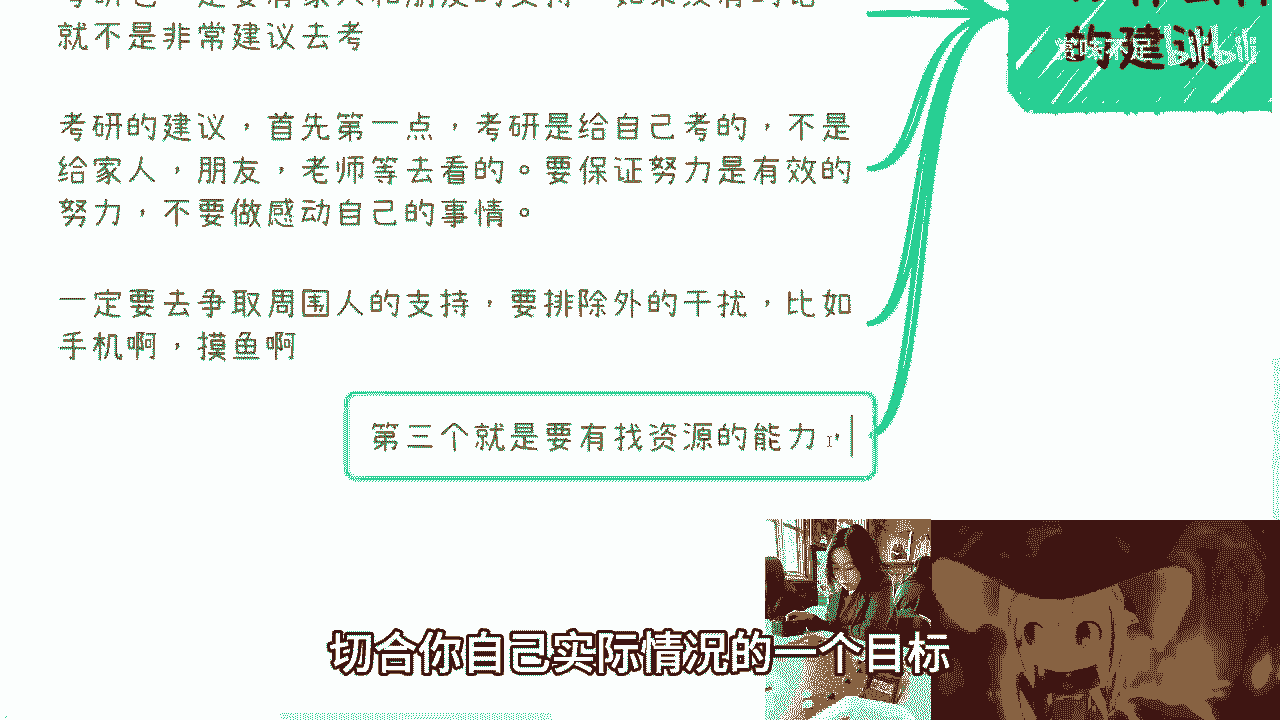 就不是非常建议去考
的建议
考研的建议，首先第一点，考研是给自己考的，不是
给家人，朋友，老师等去看的。要保证努力是有效的
努力，不要做感动自己的事情。
一定要去争取周围人的支持，要排除外的干扰，比如
手机啊，摸鱼啊
第三个就是要有找资源的能力，
切合你自己实际情况的一个目标